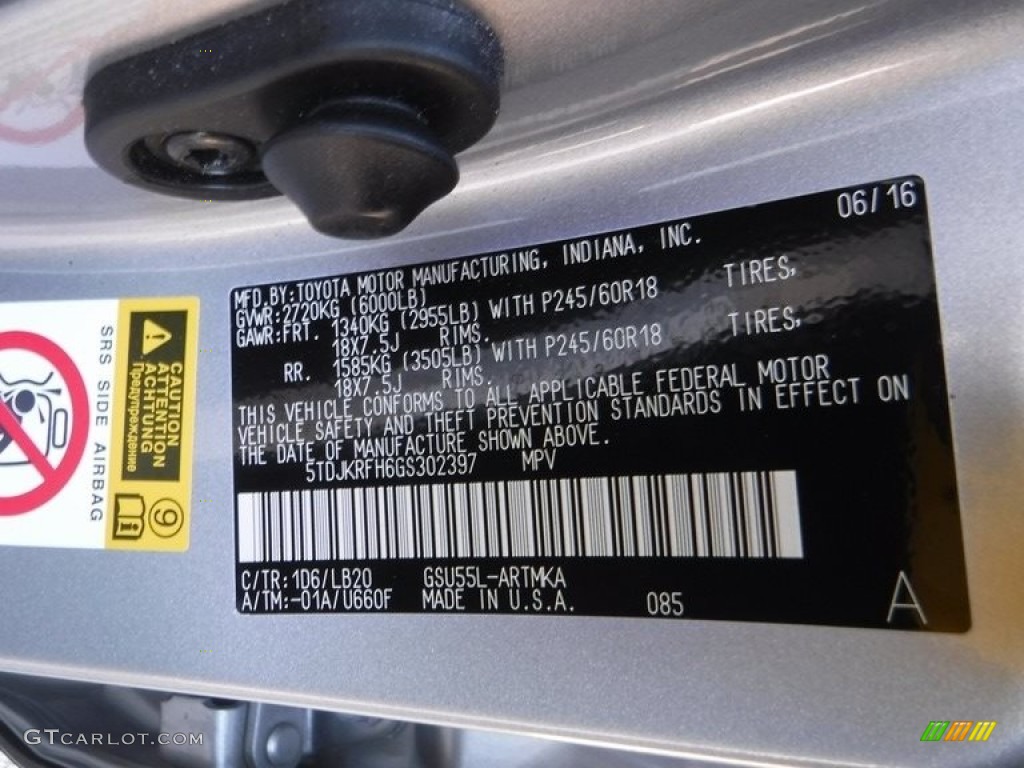 06/16
MFD.BY:TOYOTA MOTOR MANUFACTURING, INDIANA, INC.
GVWR:2720KG (6000LB)
GAWR:FRT. 1340KG (2955LB) WITH P245/60R18 TIRES,
18X7.5J RIMS.
RR. 1585KG (3505LB) WITH P245/60R18 TIRES,
18X7.5J RIMS.
THIS VEHICLE CONFORMS TO ALL APPLICABLE FEDERAL MOTOR
VEHICLE SAFETY AND THEFT PREVENTION STANDARDS IN EFFECT ON
THE DATE OF MANUFACTURE SHOWN ABOVE.
5TDJKRFH6GS302397 MPV
C/TR:1D6/LB20 GSU55L-ARTMKA
A/TM:-01A/U660F MADE IN U.S.A. 085 A
SRS SIDE AIRBAG
CAUTION
ATTENTION
ACHTUNG
Предупреждение
9
i
GTCARLOT.COM